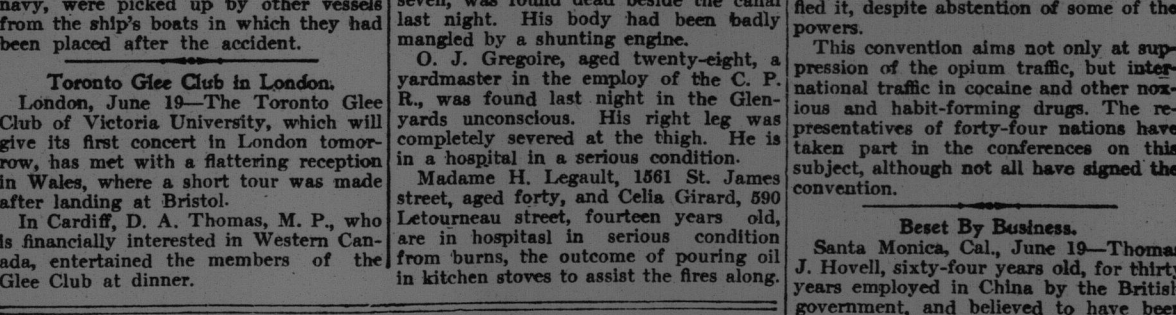 navy, were picked up by other vessels
from the ship's boats in which they had
been placed after the accident.
Toronto Glee Club in London.
London, June 19—The Toronto Glee
Club of Victoria University, which will
give its first concert in London tomor-
row, has met with a flattering reception
in Wales, where a short tour was made
after landing at Bristol.
In Cardiff, D. A. Thomas, M. P., who
is financially interested in Western Can-
ada, entertained the members of the
Glee Club at dinner.
seven, was found dead beside the canal
last night. His body had been badly
mangled by a shunting engine.
O. J. Gregoire, aged twenty-eight, a
yardmaster in the employ of the C. P.
R., was found last night in the Glen-
yards unconscious. His right leg was
completely severed at the thigh. He is
in a hospital in a serious condition.
Madame H. Legault, 1561 St. James
street, aged forty, and Celia Girard, 590
Letourneau street, fourteen years old,
are in hospitasl in serious condition
from burns, the outcome of pouring oil
in kitchen stoves to assist the fires along.
fied it, despite abstention of some of the
powers.
This convention aims not only at sup-
pression of the opium traffic, but inter-
national traffic in cocaine and other nox-
ious and habit-forming drugs. The re-
presentatives of forty-four nations have
taken part in the conferences on this
subject, although not all have signed the
convention.
Beset By Business.
Santa Monica, Cal., June 19—Thomas
J. Hovell, sixty-four years old, for thirty
years employed in China by the British
government, and believed to have been